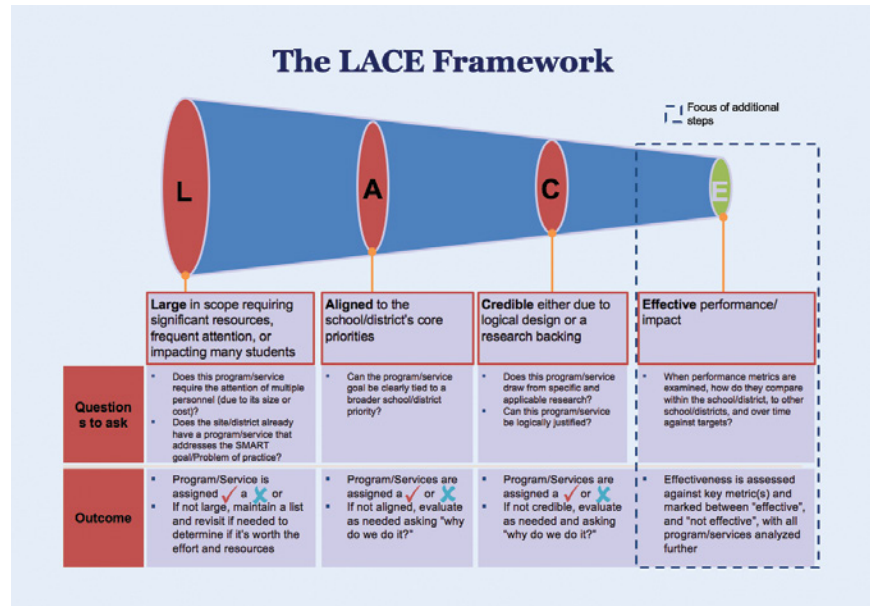 The LACE Framework
Focus of additional
steps
L
A
C
E
Large in scope requiring
significant resources,
frequent attention, or
impacting many students
Aligned to the
school/district's core
priorities
Credible either due to
logical design or a
research backing
Effective performance/
impact
Question
s to ask
▪ Does this program/service
require the attention of multiple
personnel (due to its size or
cost)?
▪ Does the site/district already
have a program/service that
addresses the SMART
goal/Problem of practice?
▪ Can the program/service
goal be clearly tied to a
broader school/district
priority?
▪ Does this program/service
draw from specific and
applicable research?
▪ Can this program/service
be logically justified?
▪ When performance metrics are
examined, how do they compare
within the school/district, to other
school/districts, and over time
against targets?
Outcome
▪ Program/Service is
assigned ✓ a ✗ or
▪ If not large, maintain a list
and revisit if needed to
determine if it's worth the
effort and resources
▪ Program/Services are
assigned a ✓ or ✗
▪ If not aligned, evaluate
as needed asking "why
do we do it?"
▪ Program/Services are
assigned a ✓ or ✗
▪ If not credible, evaluate
as needed and asking
"why do we do it?"
▪ Effectiveness is assessed
against key metric(s) and
marked between "effective",
and "not effective", with all
program/services analyzed
further